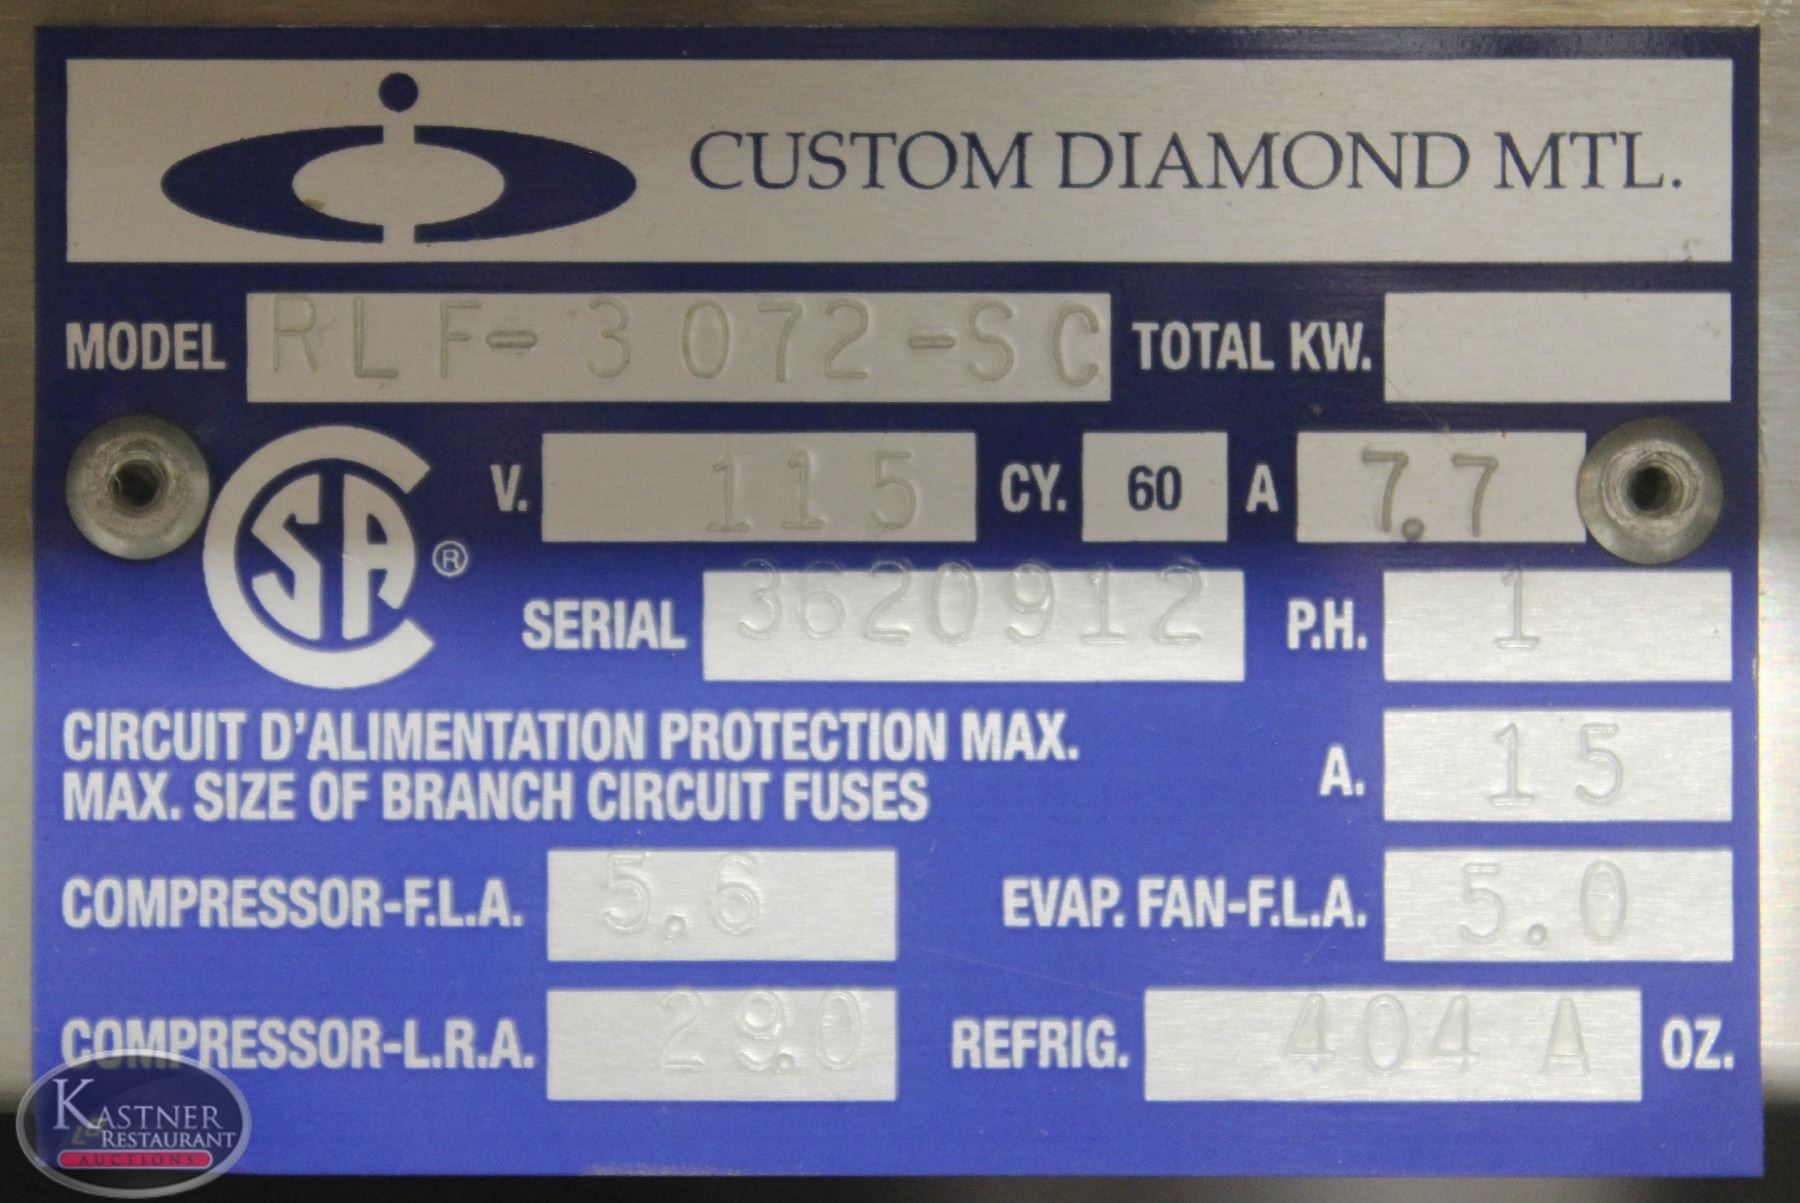 CUSTOM DIAMOND MTL.
MODEL RLF-3072-SC TOTAL KW.
V. 115 CY. 60 A 7.7
CSA ®
SERIAL 3620912 P.H. 1
CIRCUIT D'ALIMENTATION PROTECTION MAX.
MAX. SIZE OF BRANCH CIRCUIT FUSES A. 15
COMPRESSOR-F.L.A. 5.6 EVAP. FAN-F.L.A. 5.0
COMPRESSOR-L.R.A. 29.0 REFRIG. 404A OZ.
KASTNER
RESTAURANT
AUCTIONS